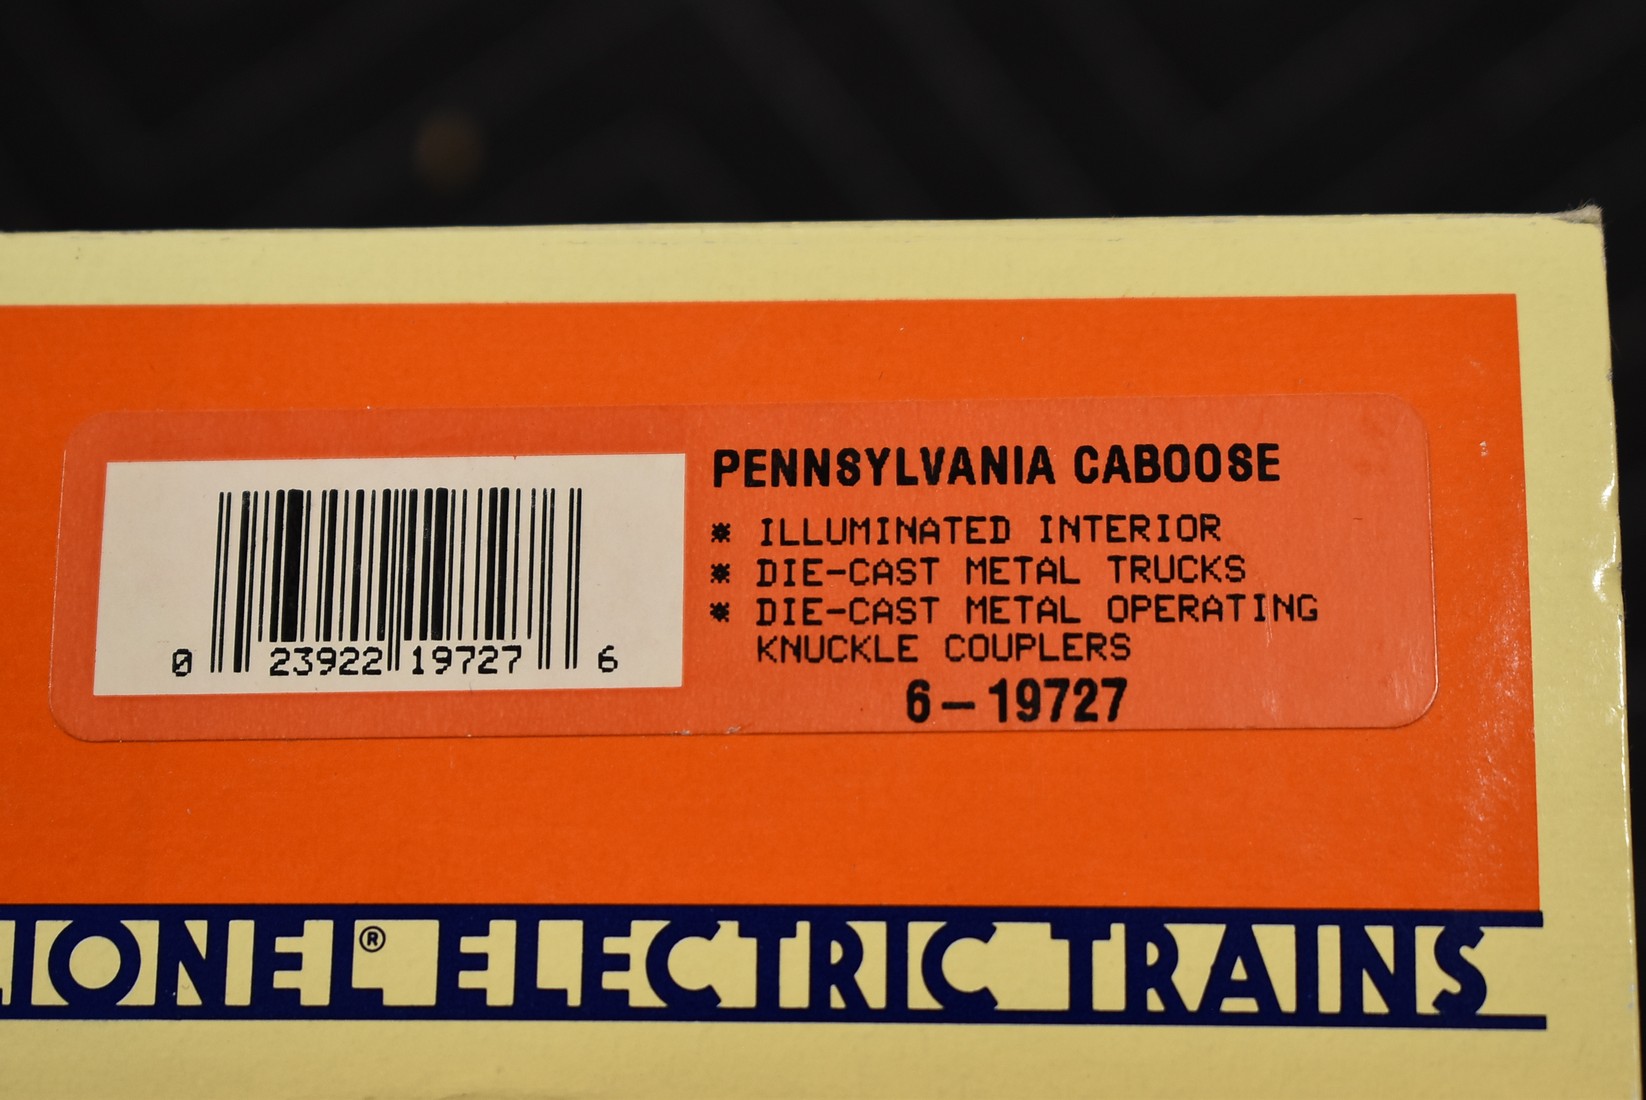 PENNSYLVANIA CABOOSE
* ILLUMINATED INTERIOR
* DIE-CAST METAL TRUCKS
* DIE-CAST METAL OPERATING
KNUCKLE COUPLERS
6-19727
0 23922 19727 6
IONEL® ELECTRIC TRAINS